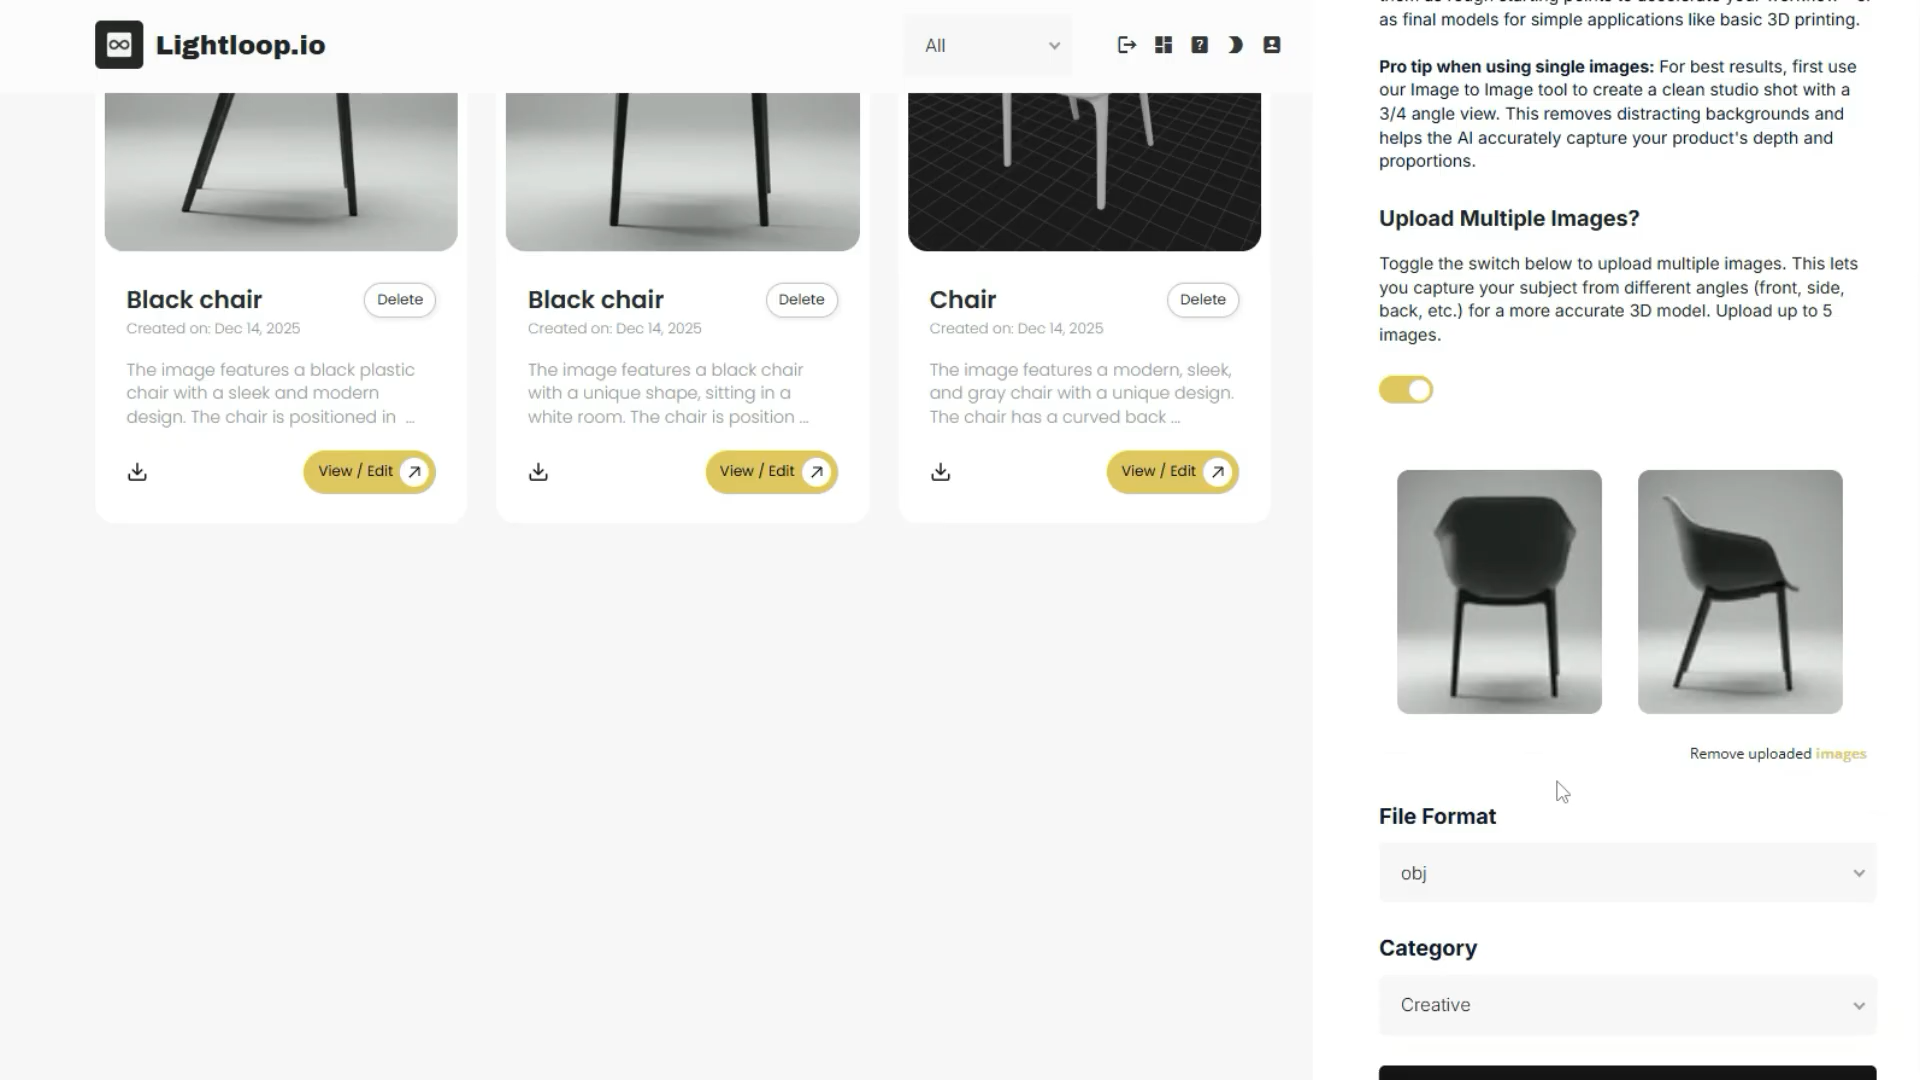 Lightloop.io
All
Black chair
Delete
Created on: Dec 14, 2025
The image features a black plastic
chair with a sleek and modern
design. The chair is positioned in ...
View / Edit
Black chair
Delete
Created on: Dec 14, 2025
The image features a black chair
with a unique shape, sitting in a
white room. The chair is position ...
View / Edit
Chair
Delete
Created on: Dec 14, 2025
The image features a modern, sleek,
and gray chair with a unique design.
The chair has a curved back ...
View / Edit
as final models for simple applications like basic 3D printing.
Pro tip when using single images: For best results, first use
our Image to Image tool to create a clean studio shot with a
3/4 angle view. This removes distracting backgrounds and
helps the AI accurately capture your product's depth and
proportions.
Upload Multiple Images?
Toggle the switch below to upload multiple images. This lets
you capture your subject from different angles (front, side,
back, etc.) for a more accurate 3D model. Upload up to 5
images.
Remove uploaded images
File Format
obj
Category
Creative